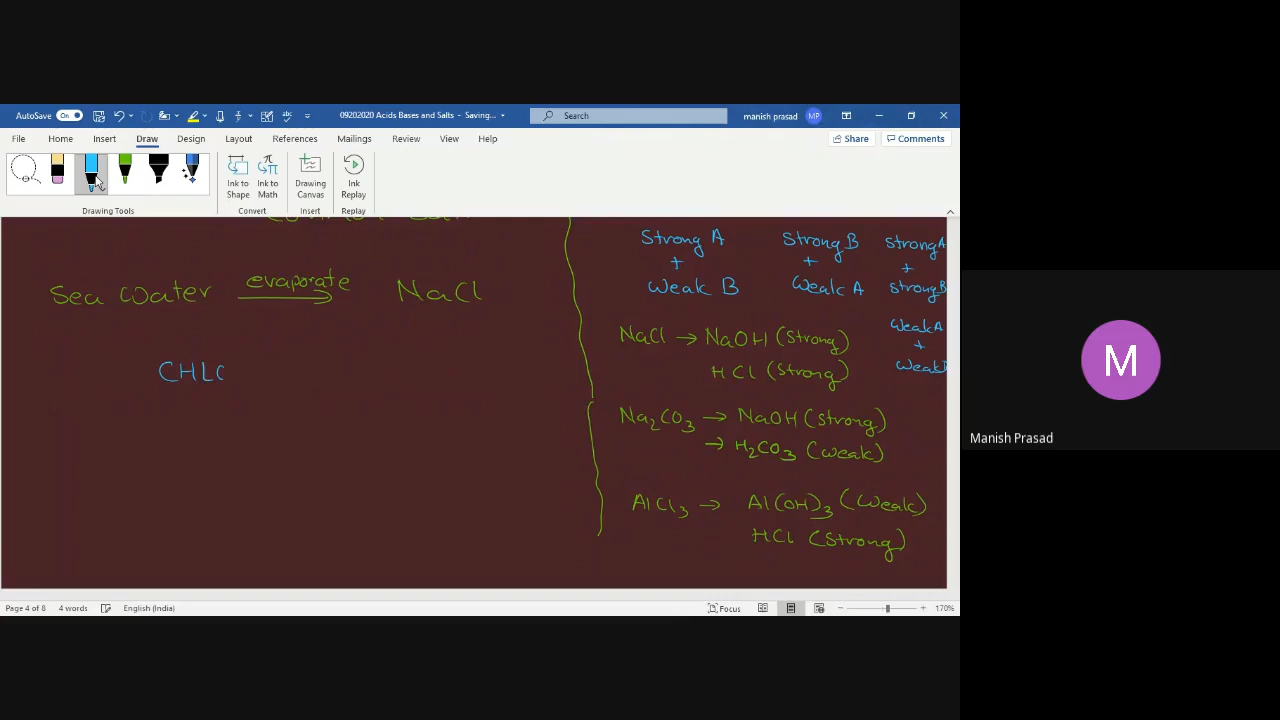 AutoSave On 09202020 Acids Bases and Salts - Saving... Search manish prasad MP
File Home Insert Draw Design Layout References Mailings Review View Help Share Comments
Ink to Shape Ink to Math Drawing Canvas Ink Replay
Drawing Tools Convert Insert Replay
Sea Water evaporate NaCl
CHLC
Strong A + Weak B
Strong B + Weak A
Strong A + Strong B
Weak A + Weak
NaCl → NaOH (Strong)
HCl (Strong)
Na2CO3 → NaOH (Strong)
→ H2CO3 (Weak)
AlCl3 → Al(OH)3 (Weak)
HCl (Strong)
Page 4 of 8 4 words English (India) Focus 170%
M
Manish Prasad